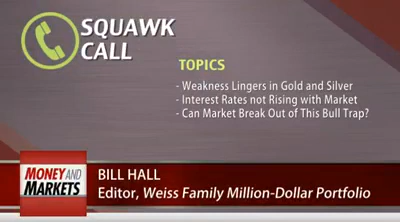 SQUAWK
CALL
TOPICS
- Weakness Lingers in Gold and Silver
- Interest Rates not Rising with Market
- Can Market Break Out of This Bull Trap?
MONEY AND
MARKETS
BILL HALL
Editor, Weiss Family Million-Dollar Portfolio